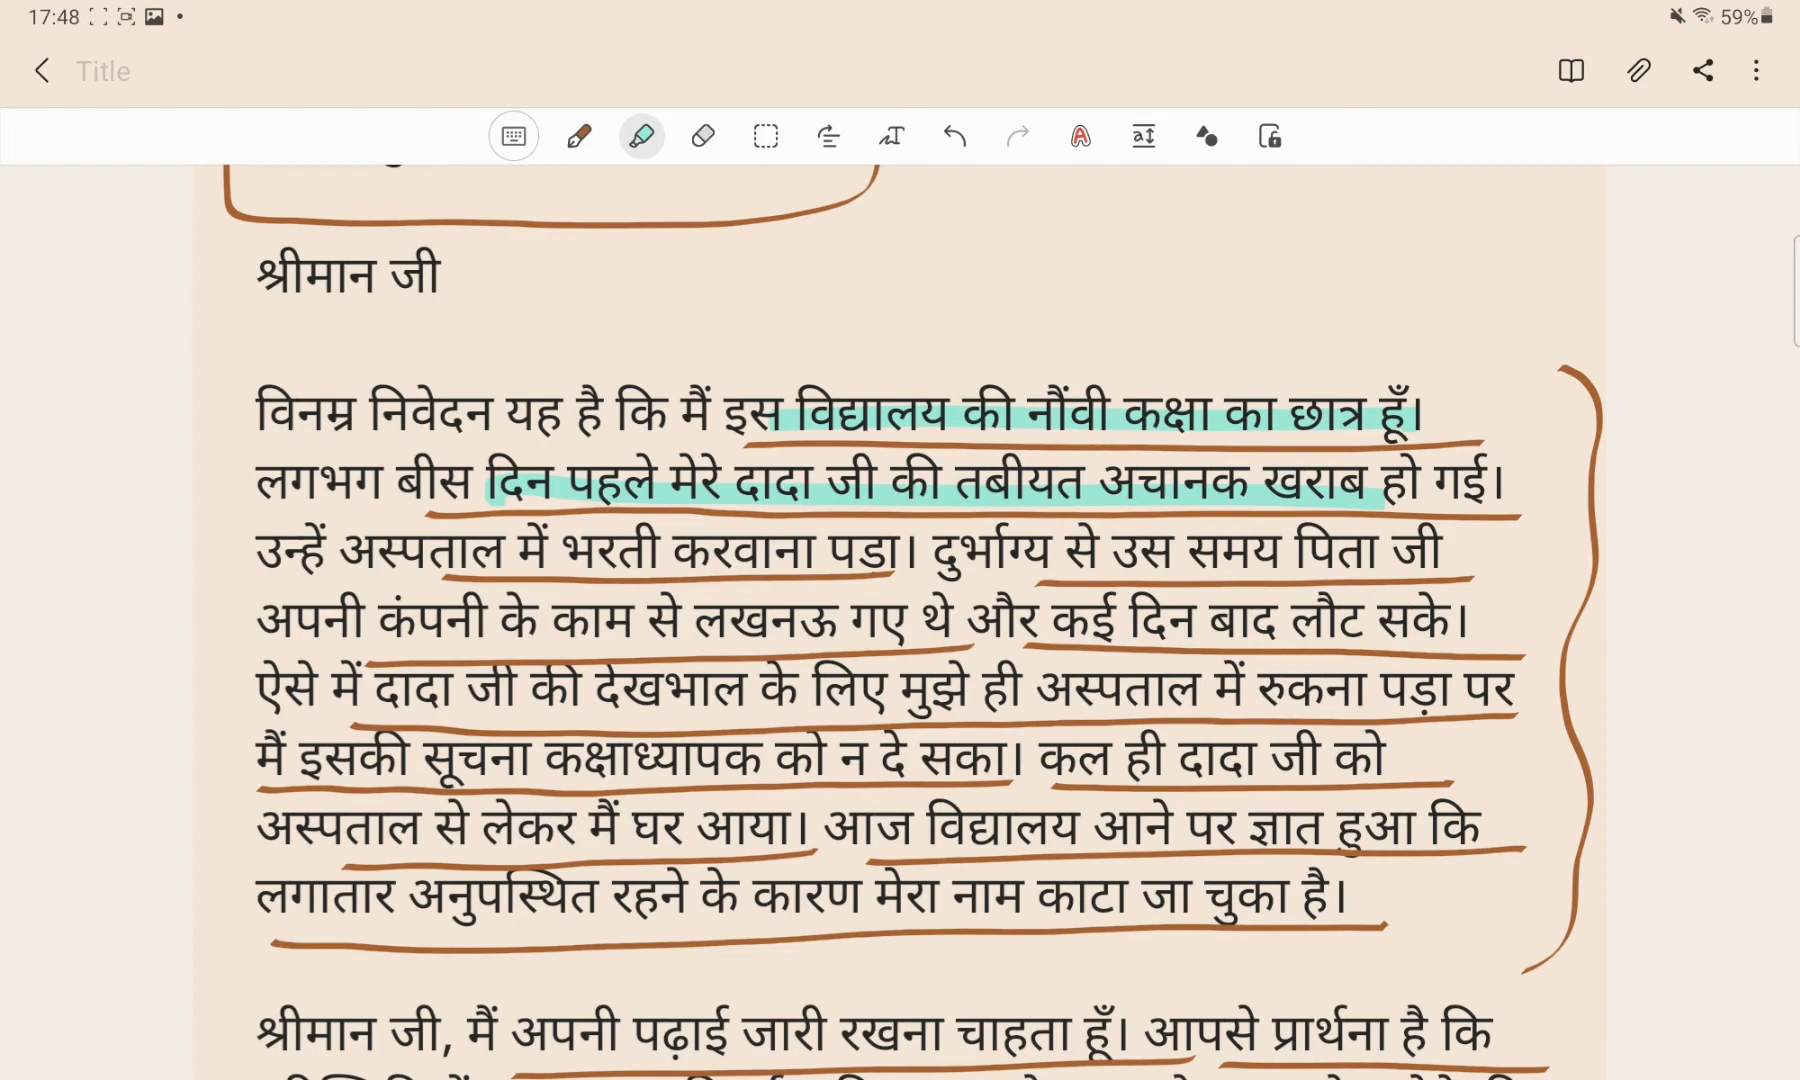 17:48
59%
Title
श्रीमान जी
विनम्र निवेदन यह है कि मैं इस विद्यालय की नौंवी कक्षा का छात्र हूँ।
लगभग बीस दिन पहले मेरे दादा जी की तबीयत अचानक खराब हो गई।
उन्हें अस्पताल में भरती करवाना पडा। दुर्भाग्य से उस समय पिता जी
अपनी कंपनी के काम से लखनऊ गए थे और कई दिन बाद लौट सके।
ऐसे में दादा जी की देखभाल के लिए मुझे ही अस्पताल में रुकना पड़ा पर
मैं इसकी सूचना कक्षाध्यापक को न दे सका। कल ही दादा जी को
अस्पताल से लेकर मैं घर आया। आज विद्यालय आने पर ज्ञात हुआ कि
लगातार अनुपस्थित रहने के कारण मेरा नाम काटा जा चुका है।
श्रीमान जी, मैं अपनी पढ़ाई जारी रखना चाहता हूँ। आपसे प्रार्थना है कि